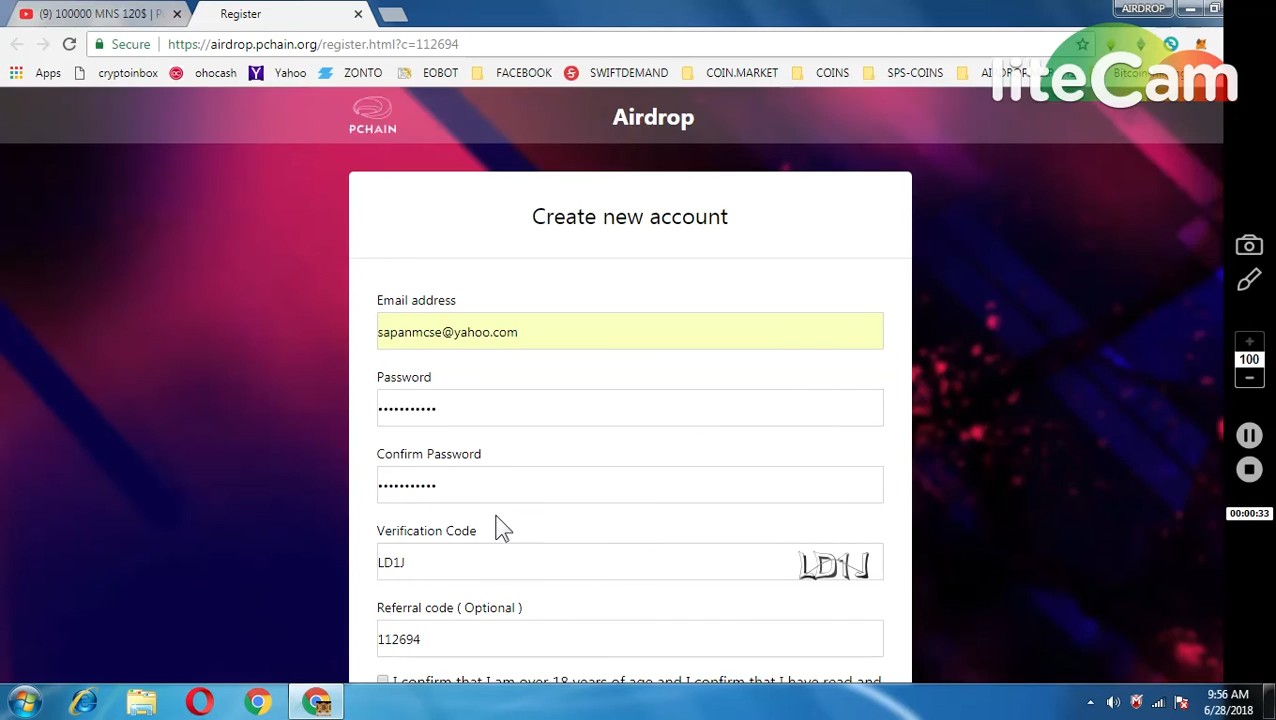 (9) 100000 MNS 120$ | P
Register
AIRDROP
Secure
https://airdrop.pchain.org/register.html?c=112694
Apps
cryptoinbox
ohocash
Yahoo
ZONTO
EOBOT
FACEBOOK
SWIFTDEMAND
COIN.MARKET
COINS
SPS-COINS
liteCam
PCHAIN
Airdrop
Create new account
Email address
sapanmcse@yahoo.com
Password
•••••••••••
Confirm Password
•••••••••••
Verification Code
LD1J
LD1J
Referral code ( Optional )
112694
I confirm that I am over 18 years of age and I confirm that I have read and
100
00:00:33
9:56 AM
6/28/2018